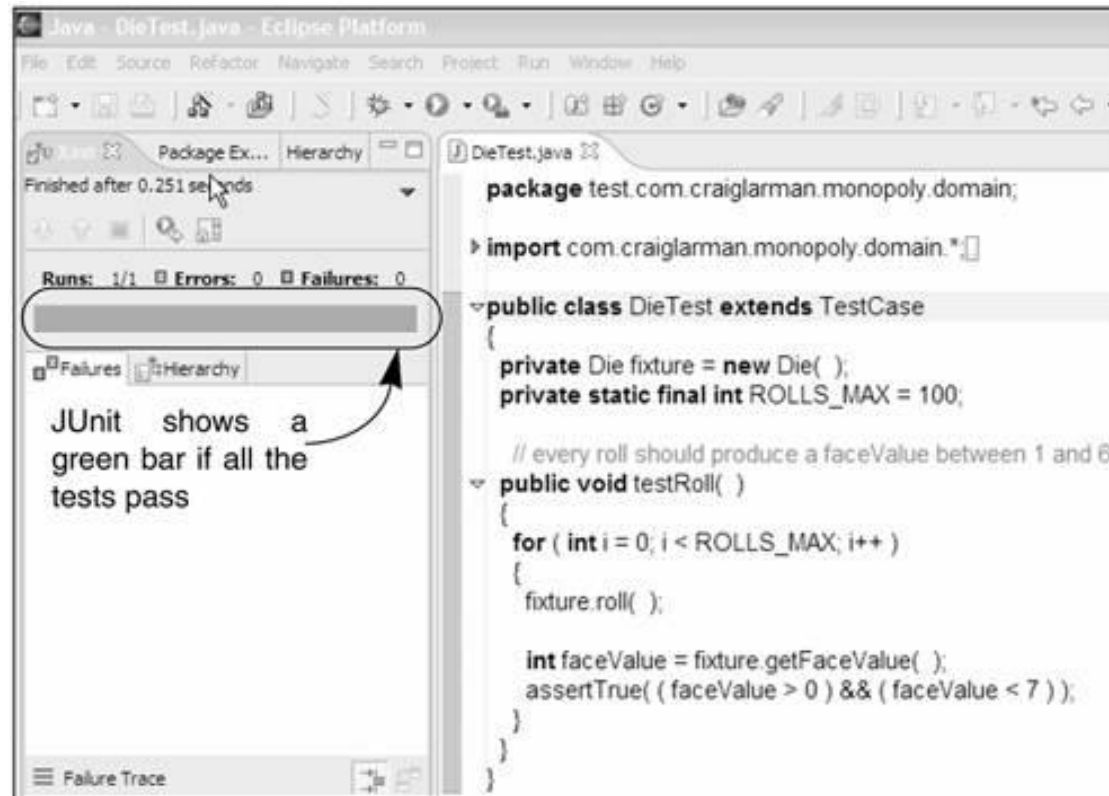 Java - DieTest.java - Eclipse Platform
File Edit Source Refactor Navigate Search Project Run Window Help
Package Ex... Hierarchy
Finished after 0.251 seconds
Runs: 1/1 Errors: 0 Failures: 0
Failures Hierarchy
JUnit shows a
green bar if all the
tests pass
Failure Trace
DieTest.java
package test.com.craiglarman.monopoly.domain;
import com.craiglarman.monopoly.domain.*;
public class DieTest extends TestCase
{
private Die fixture = new Die( );
private static final int ROLLS_MAX = 100;
// every roll should produce a faceValue between 1 and 6
public void testRoll( )
{
for ( int i = 0; i < ROLLS_MAX; i++ )
{
fixture.roll( );
int faceValue = fixture.getFaceValue( );
assertTrue( ( faceValue > 0 ) && ( faceValue < 7 ) );
}
}
}